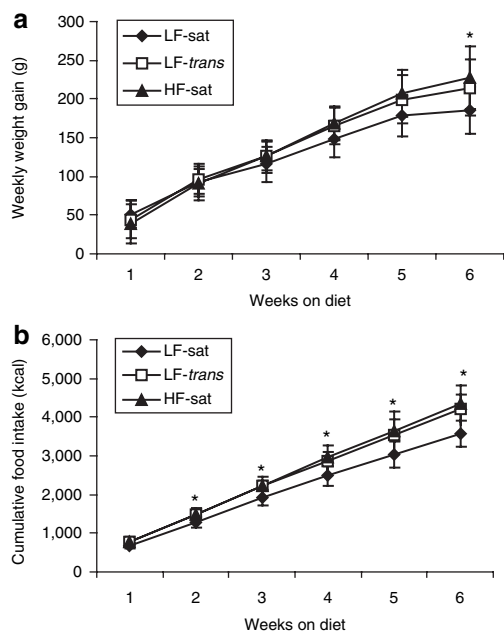 a
300
250
200
150
100
50
0
Weekly weight gain (g)
LF-sat
LF-trans
HF-sat
*
1 2 3 4 5 6
Weeks on diet
b
6,000
5,000
4,000
3,000
2,000
1,000
0
Cumulative food intake (kcal)
LF-sat
LF-trans
HF-sat
* * * * *
1 2 3 4 5 6
Weeks on diet